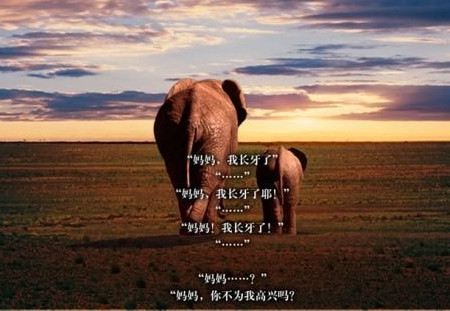 “妈妈，我长牙了”
“……”
“妈妈，我长牙了耶！”
“……”
“妈妈！我长牙了！”
“……”
“妈妈……？”
“妈妈，你不为我高兴吗？